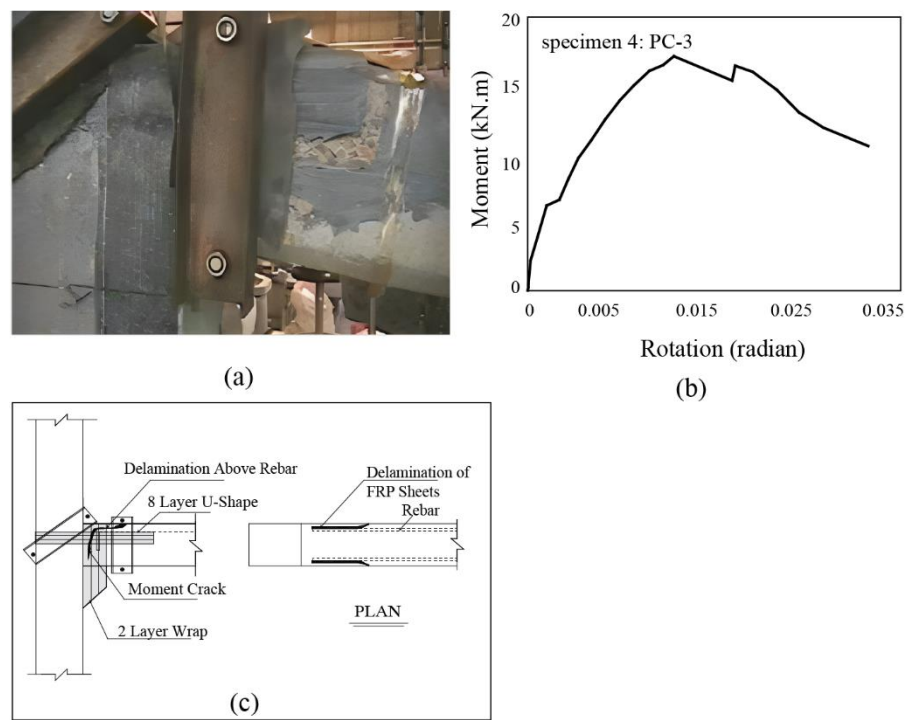 (a)
20
15
10
5
0
Moment (kN.m)
specimen 4: PC-3
0
0.005
0.015
0.025
0.035
Rotation (radian)
(b)
Delamination Above Rebar
8 Layer U-Shape
Moment Crack
2 Layer Wrap
Delamination of
FRP Sheets
Rebar
PLAN
(c)